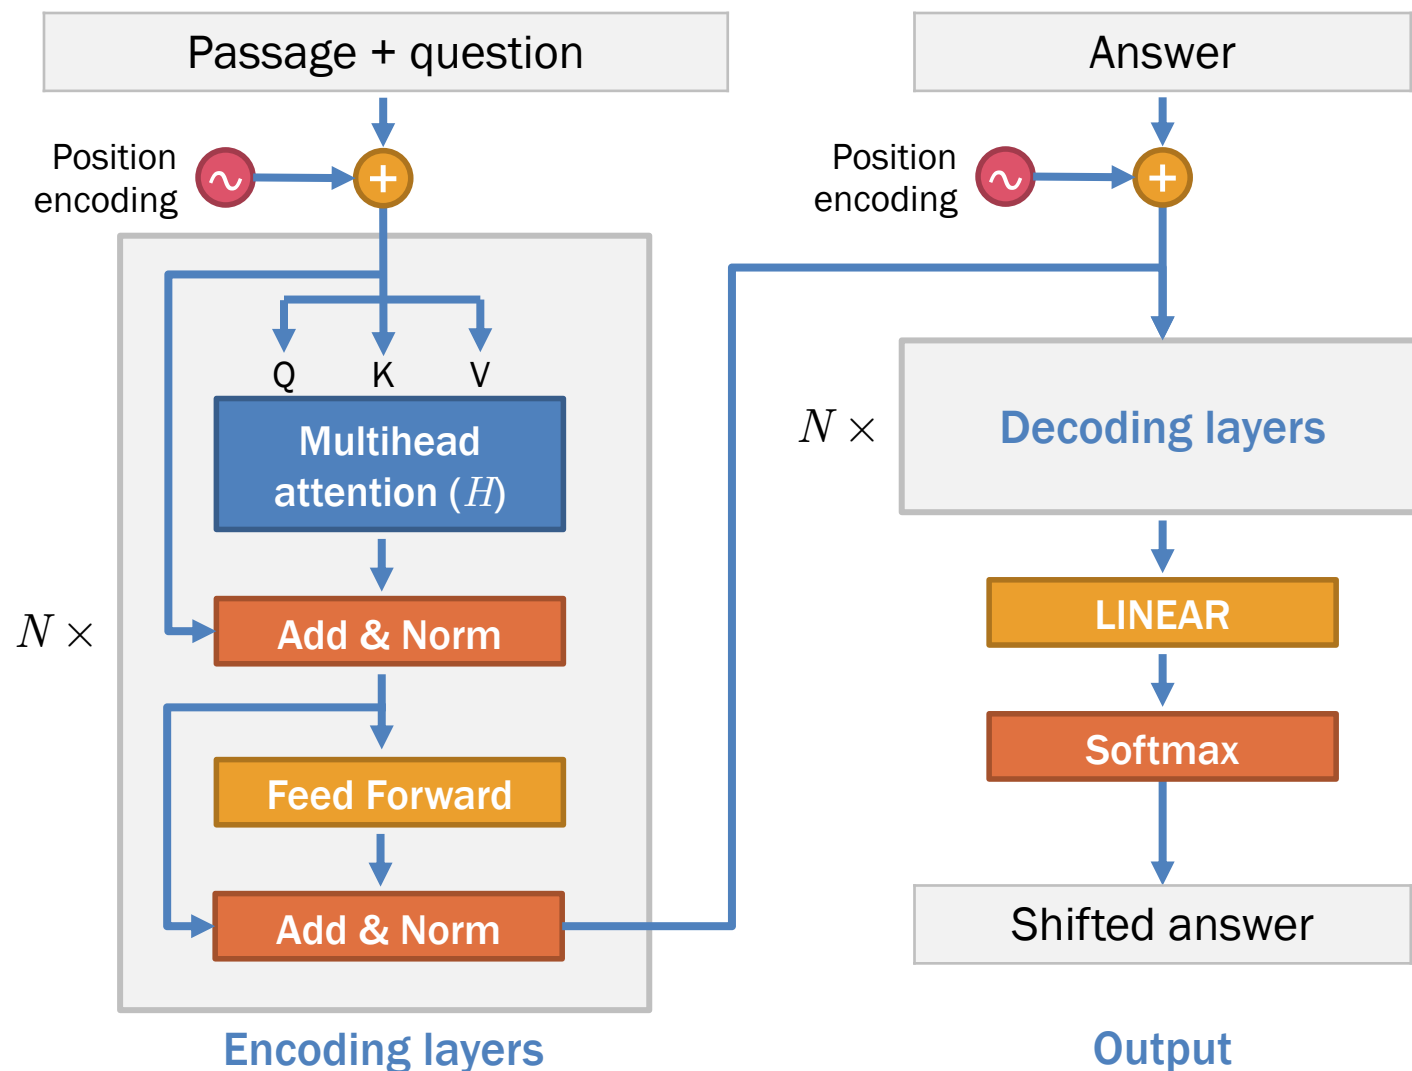 Passage + question
Position
encoding
+
Q K V
Multihead
attention (H)
Add & Norm
N ×
Feed Forward
Add & Norm
Encoding layers
Answer
Position
encoding
+
N ×
Decoding layers
LINEAR
Softmax
Shifted answer
Output